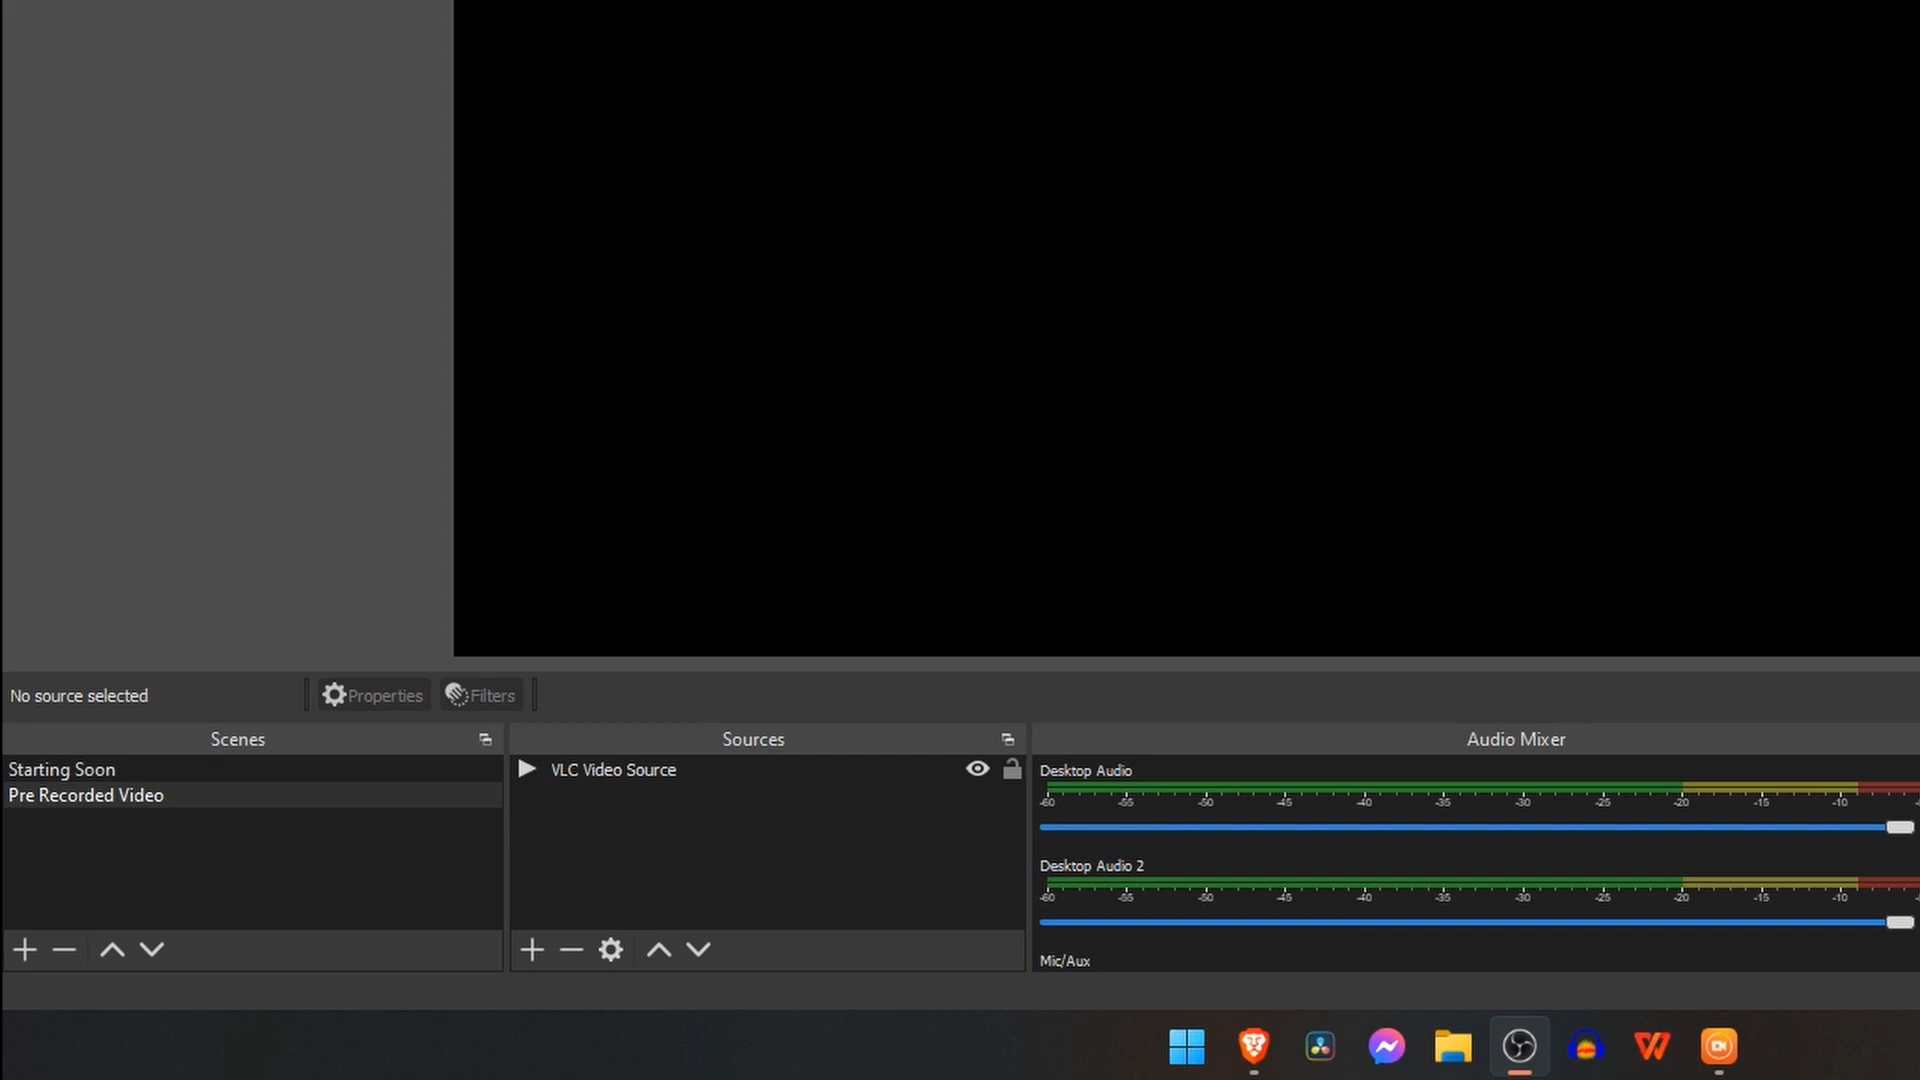 No source selected
Properties
Filters
Scenes
Sources
Audio Mixer
Starting Soon
Pre Recorded Video
VLC Video Source
Desktop Audio
-60 -55 -50 -45 -40 -35 -30 -25 -20 -15 -10
Desktop Audio 2
-60 -55 -50 -45 -40 -35 -30 -25 -20 -15 -10
Mic/Aux